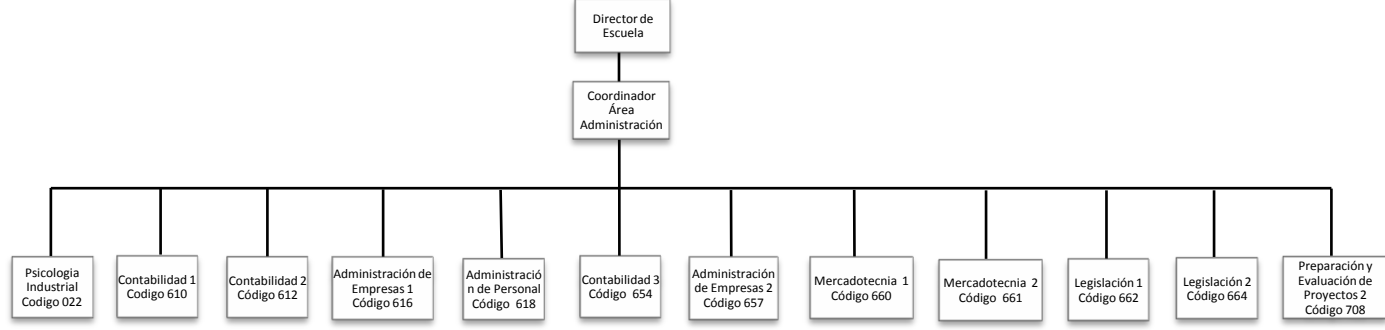 Director de
Escuela
Coordinador
Área
Administración
Psicologia
Industrial
Codigo 022
Contabilidad 1
Codigo 610
Contabilidad 2
Código 612
Administración de
Empresas 1
Código 616
Administració
n de Personal
Código 618
Contabilidad 3
Código 654
Administración
de Empresas 2
Código 657
Mercadotecnia 1
Código 660
Mercadotecnia 2
Código 661
Legislación 1
Código 662
Legislación 2
Código 664
Preparación y
Evaluación de
Proyectos 2
Código 708